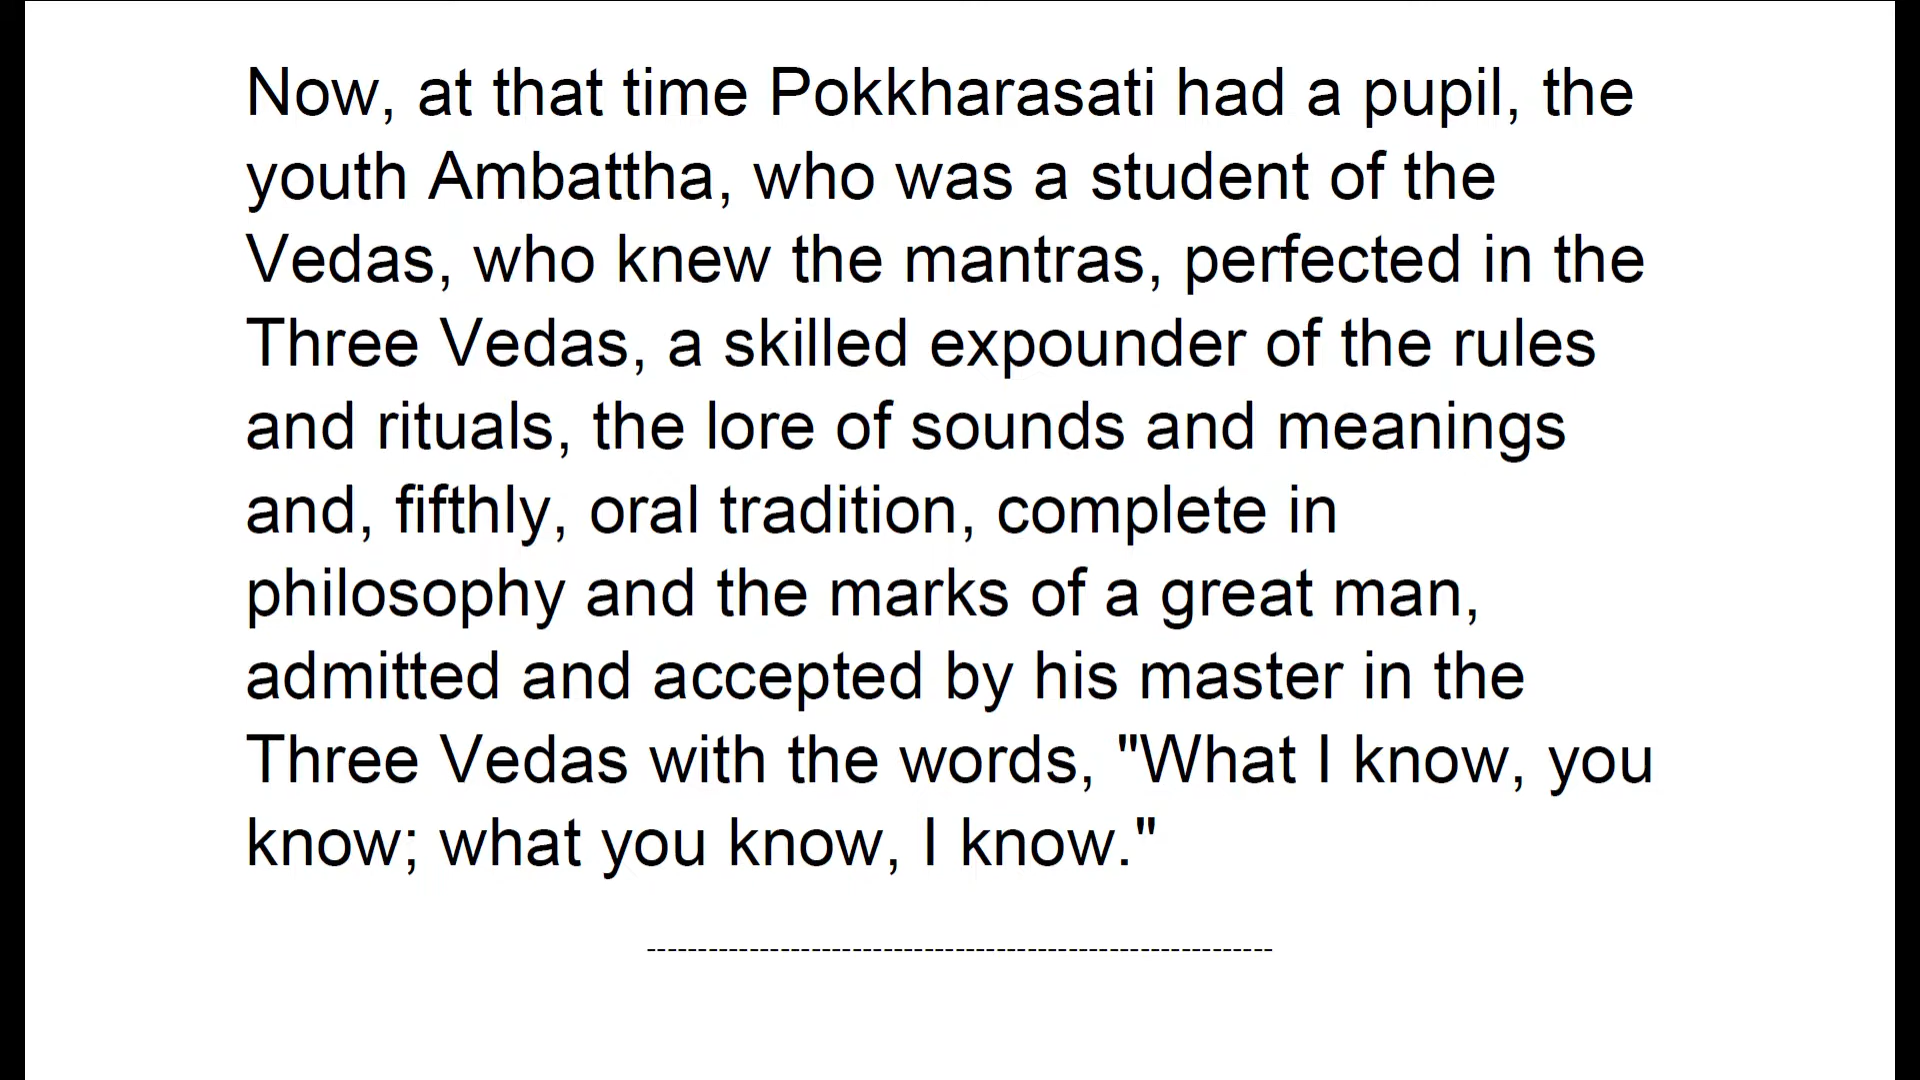 Now, at that time Pokkharasati had a pupil, the
youth Ambattha, who was a student of the
Vedas, who knew the mantras, perfected in the
Three Vedas, a skilled expounder of the rules
and rituals, the lore of sounds and meanings
and, fifthly, oral tradition, complete in
philosophy and the marks of a great man,
admitted and accepted by his master in the
Three Vedas with the words, "What I know, you
know; what you know, I know."
------------------------------------------------------------